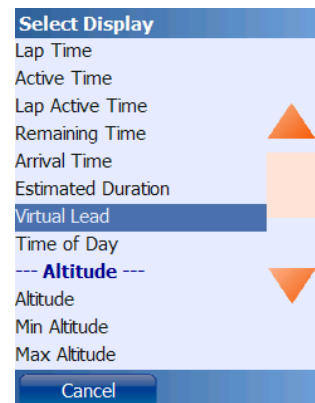 Select Display
Lap Time
Active Time
Lap Active Time
Remaining Time
Arrival Time
Estimated Duration
Virtual Lead
Time of Day
--- Altitude ---
Altitude
Min Altitude
Max Altitude
Cancel